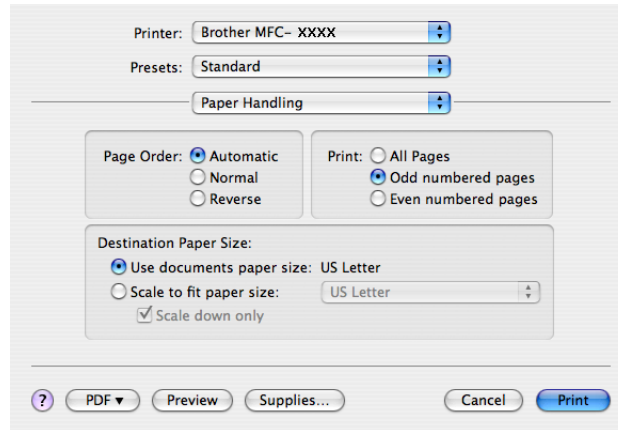 Printer: Brother MFC- XXXX
Presets: Standard
Paper Handling
Page Order: Automatic
Normal
Reverse
Print: All Pages
Odd numbered pages
Even numbered pages
Destination Paper Size:
Use documents paper size: US Letter
Scale to fit paper size: US Letter
Scale down only
? PDF▼ Preview Supplies... Cancel Print